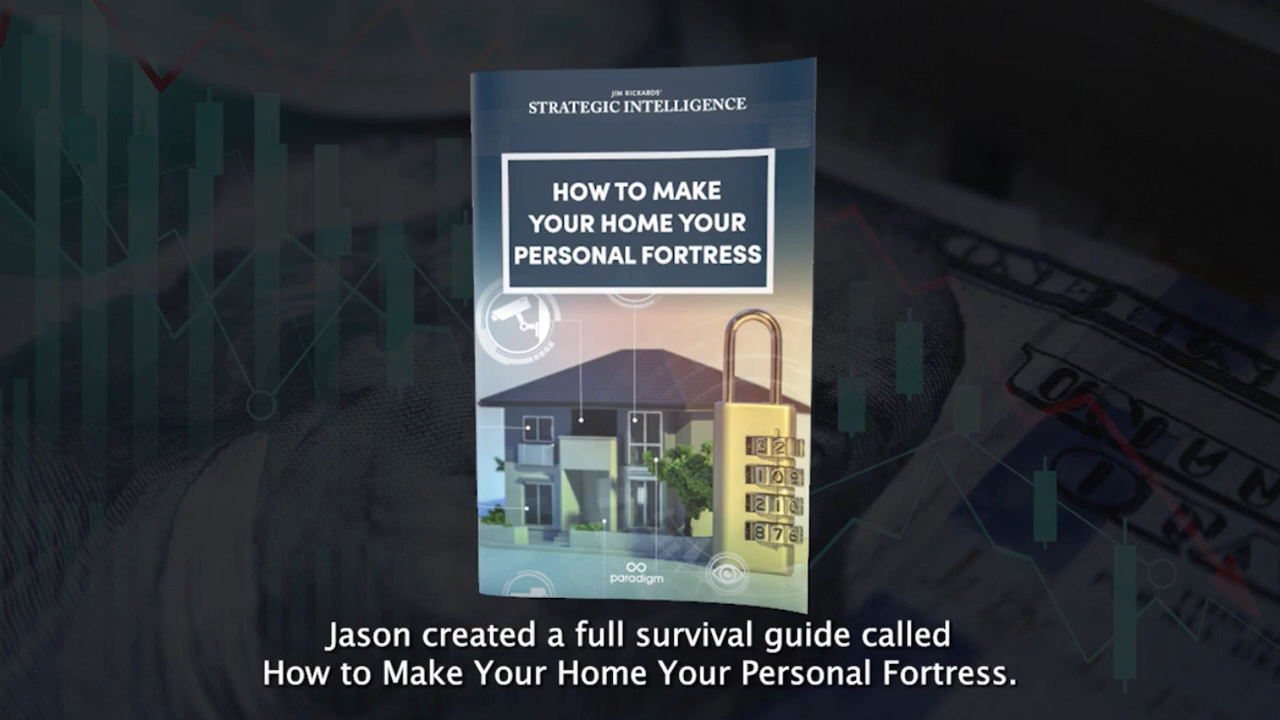 JIM RICKARDS'
STRATEGIC INTELLIGENCE
HOW TO MAKE
YOUR HOME YOUR
PERSONAL FORTRESS
paradigm
Jason created a full survival guide called
How to Make Your Home Your Personal Fortress.